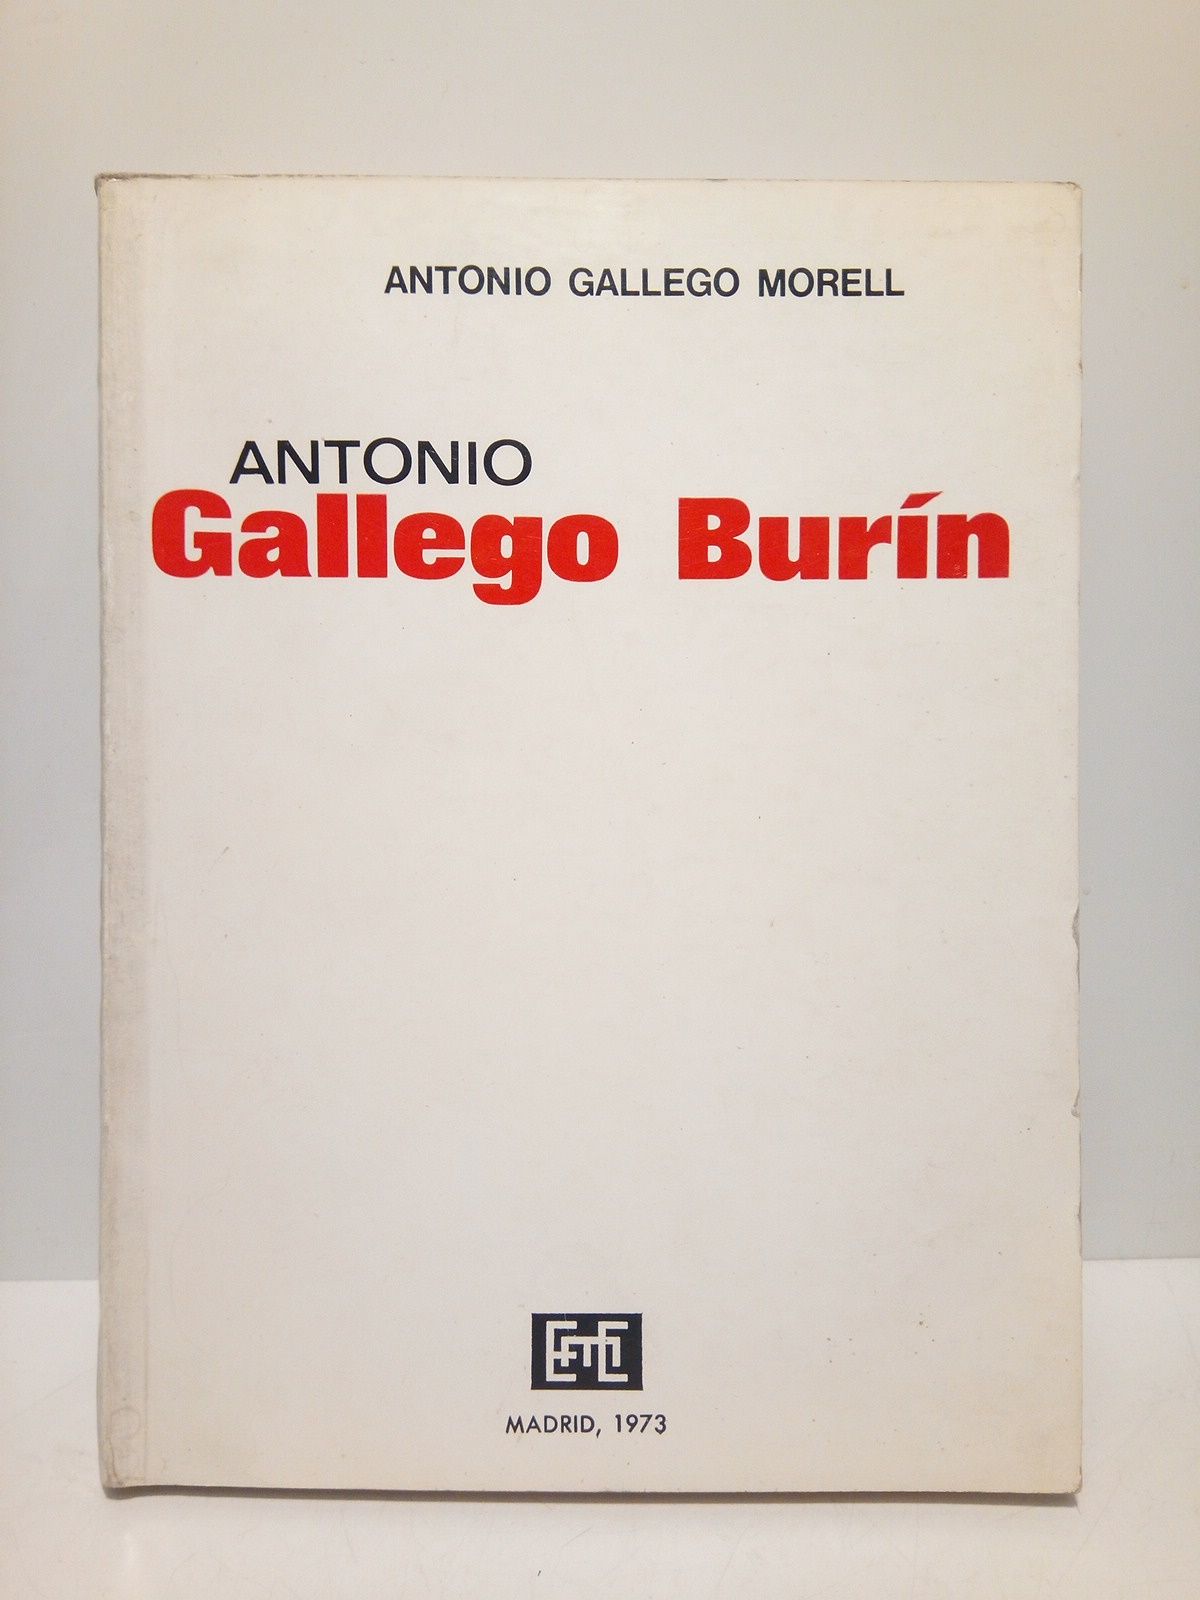 ANTONIO GALLEGO MORELL
ANTONIO
Gallego Burín
MADRID, 1973